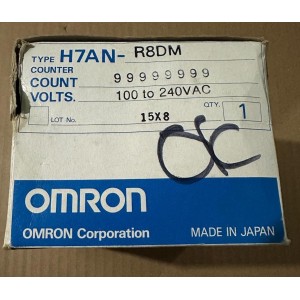 TYPE H7AN-R8DM
COUNTER
COUNT 99999999
VOLTS. 100 to 240VAC
LOT No. 15X8 QTY. 1
OK
OMRON
OMRON Corporation MADE IN JAPAN